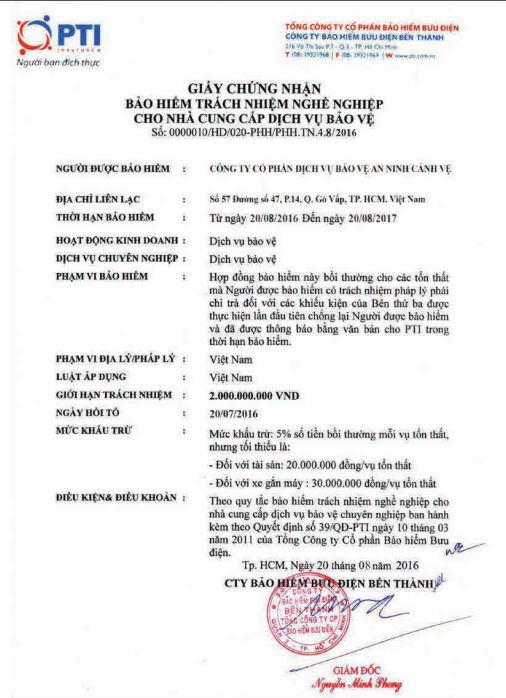 PTI
insurance
Người bạn đích thực
TỔNG CÔNG TY CỔ PHẦN BẢO HIỂM BƯU ĐIỆN
CÔNG TY BẢO HIỂM BƯU ĐIỆN BẾN THÀNH
216 Võ Thị Sáu P.7 - Q.3 - TP. Hồ Chí Minh
T (08) 39321968 | F (08) 39321969 | W www.pti.com.vn
GIẤY CHỨNG NHẬN
BẢO HIỂM TRÁCH NHIỆM NGHỀ NGHIỆP
CHO NHÀ CUNG CẤP DỊCH VỤ BẢO VỆ
Số: 0000010/HD/020-PHH/PHH.TN.4.8/2016
NGƯỜI ĐƯỢC BẢO HIỂM : CÔNG TY CỔ PHẦN DỊCH VỤ BẢO VỆ AN NINH CẢNH VỆ
ĐỊA CHỈ LIÊN LẠC : Số 57 Đường số 47, P.14, Q. Gò Vấp, TP. HCM. Việt Nam
THỜI HẠN BẢO HIỂM : Từ ngày 20/08/2016 Đến ngày 20/08/2017
HOẠT ĐỘNG KINH DOANH : Dịch vụ bảo vệ
DỊCH VỤ CHUYÊN NGHIỆP : Dịch vụ bảo vệ
PHẠM VI BẢO HIỂM : Hợp đồng bảo hiểm này bồi thường cho các tổn thất
mà Người được bảo hiểm có trách nhiệm pháp lý phải
chi trả đối với các khiếu kiện của Bên thứ ba được
thực hiện lần đầu tiên chống lại Người được bảo hiểm
và đã được thông báo bằng văn bản cho PTI trong
thời hạn bảo hiểm.
PHẠM VI ĐỊA LÝ/PHÁP LÝ : Việt Nam
LUẬT ÁP DỤNG : Việt Nam
GIỚI HẠN TRÁCH NHIỆM : 2.000.000.000 VND
NGÀY HỒI TỐ : 20/07/2016
MỨC KHẤU TRỪ : Mức khấu trừ: 5% số tiền bồi thường mỗi vụ tổn thất,
nhưng tối thiểu là:
- Đối với tài sản: 20.000.000 đồng/vụ tổn thất
- Đối với xe gắn máy : 30.000.000 đồng/vụ tổn thất
ĐIỀU KIỆN& ĐIỀU KHOẢN : Theo quy tắc bảo hiểm trách nhiệm nghề nghiệp cho
nhà cung cấp dịch vụ bảo vệ chuyên nghiệp ban hành
kèm theo Quyết định số 39/QĐ-PTI ngày 10 tháng 03
năm 2011 của Tổng Công ty Cổ phần Bảo hiểm Bưu
điện.
Tp. HCM, Ngày 20 tháng 08 năm 2016
CTY BẢO HIỂM BƯU ĐIỆN BẾN THÀNH
CÔNG TY
BẢO HIỂM BƯU ĐIỆN
BẾN THÀNH
TỔNG CÔNG TY CP
BẢO HIỂM BƯU ĐIỆN
QUẬN 3 - TP. HỒ CHÍ MINH
GIÁM ĐỐC
Nguyễn Minh Phong